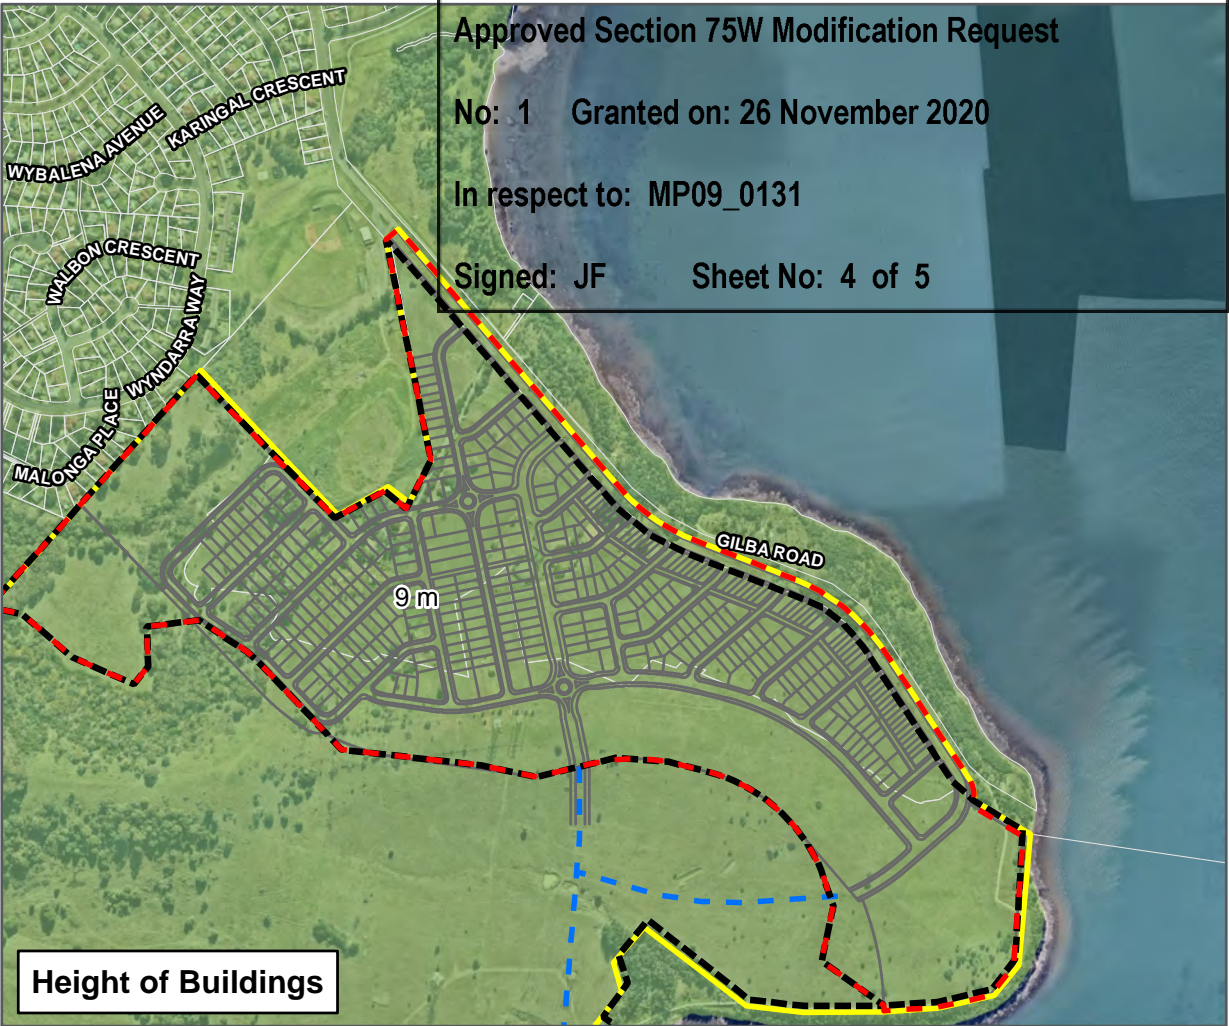 Approved Section 75W Modification Request
No: 1 Granted on: 26 November 2020
In respect to: MP09_0131
Signed: JF Sheet No: 4 of 5
KARINGAL CRESCENT
WYBALENA AVENUE
WALBON CRESCENT
WYNDARRA WAY
MALONGA PLACE
GILBA ROAD
9 m
Height of Buildings